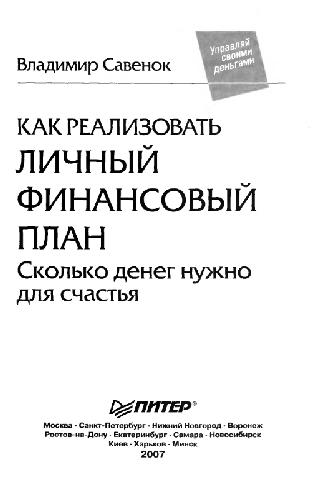 Владимир Савенок
Управляй
своими
деньгами
КАК РЕАЛИЗОВАТЬ
ЛИЧНЫЙ
ФИНАНСОВЫЙ
ПЛАН
Сколько денег нужно
для счастья
ПИТЕР®
Москва · Санкт-Петербург · Нижний Новгород · Воронеж
Ростов-на-Дону · Екатеринбург · Самара · Новосибирск
Киев · Харьков · Минск
2007